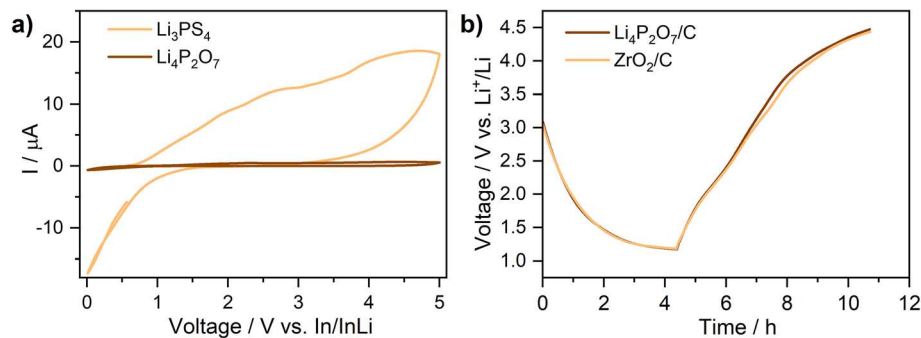 a)
Li₃PS₄
Li₄P₂O₇
20
10
0
-10
I / μA
0 1 2 3 4 5
Voltage / V vs. In/InLi
b)
Li₄P₂O₇/C
ZrO₂/C
4.5
4.0
3.5
3.0
2.5
2.0
1.5
1.0
Voltage / V vs. Li⁺/Li
0 2 4 6 8 10 12
Time / h